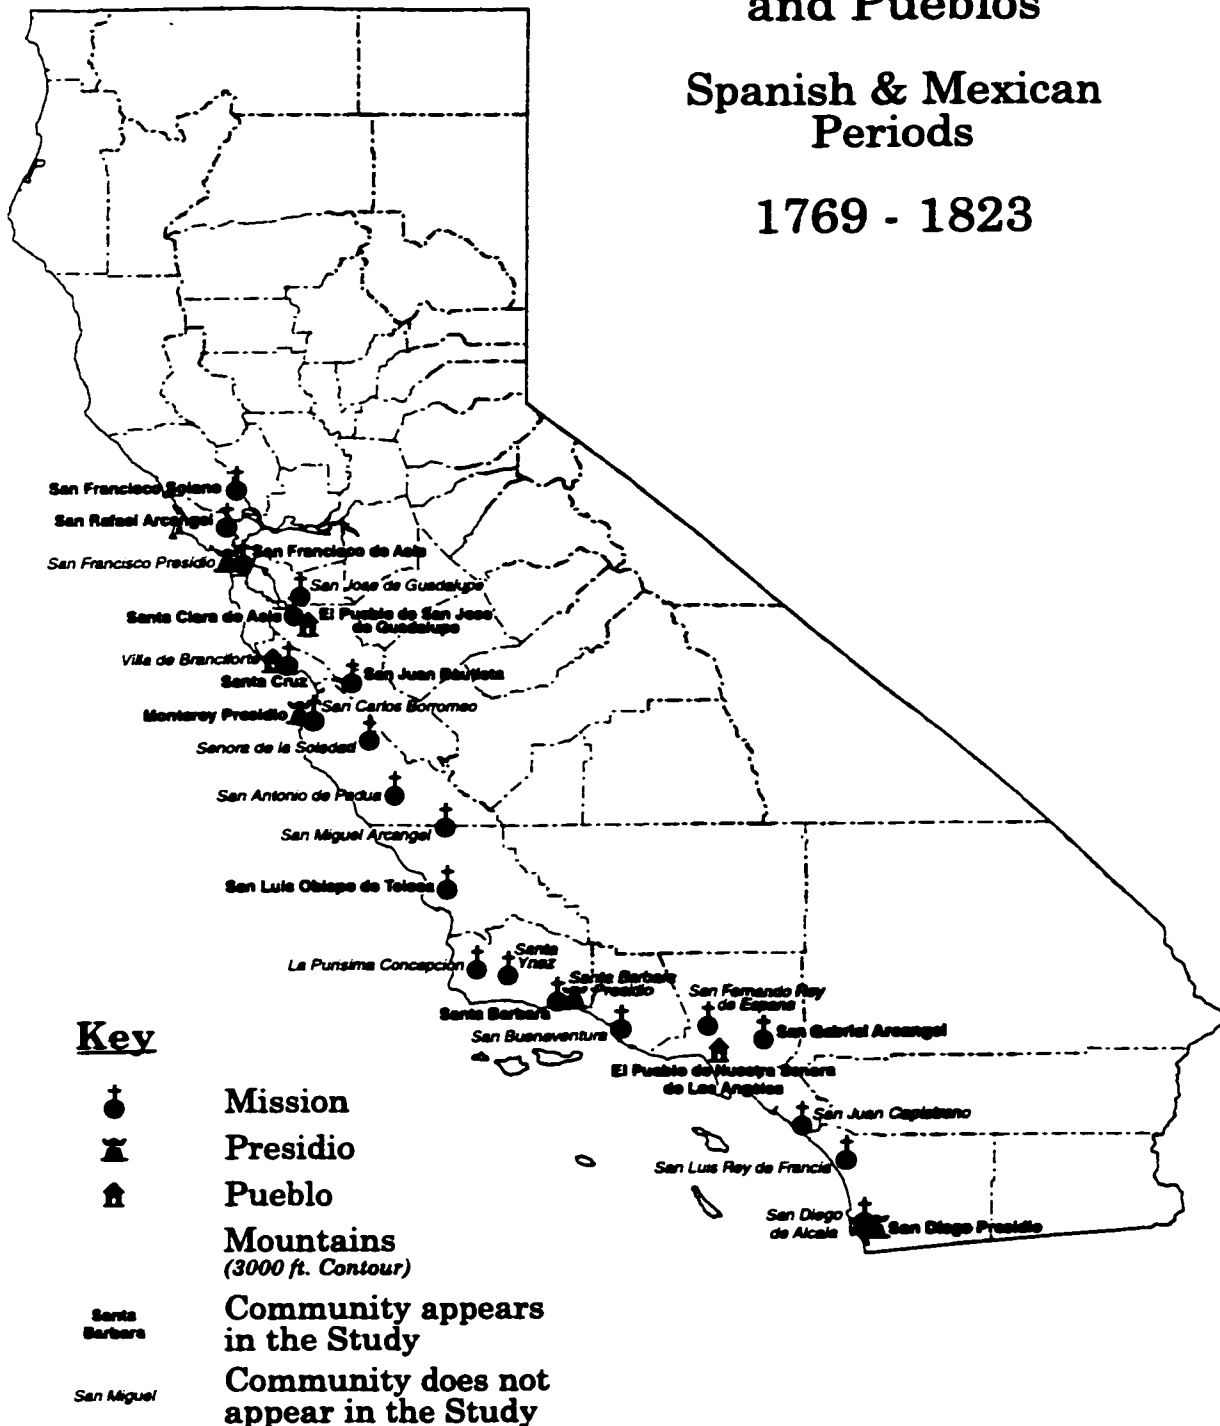 and Pueblos
Spanish & Mexican
Periods
1769 - 1823
San Francisco Solano
San Rafael Arcangel
San Francisco de Asis
San Francisco Presidio
San Jose de Guadalupe
Santa Clara de Asis
El Pueblo de San Jose
de Guadalupe
Villa de Branciforte
Santa Cruz
San Juan Bautista
Monterey Presidio
San Carlos Borromeo
Senora de la Soledad
San Antonio de Padua
San Miguel Arcangel
San Luis Obispo de Tolosa
La Purisima Concepción
Santa
Ynez
Santa Barbara
Presidio
Santa Barbara
San Buenaventura
San Fernando Rey
de Espana
San Gabriel Arcangel
El Pueblo de Nuestra Senora
de Los Angeles
San Juan Capistrano
San Luis Rey de Francia
San Diego
de Alcala
San Diego Presidio
Key
Mission
Presidio
Pueblo
Mountains
(3000 ft. Contour)
Santa
Barbara
Community appears
in the Study
San Miguel
Community does not
appear in the Study